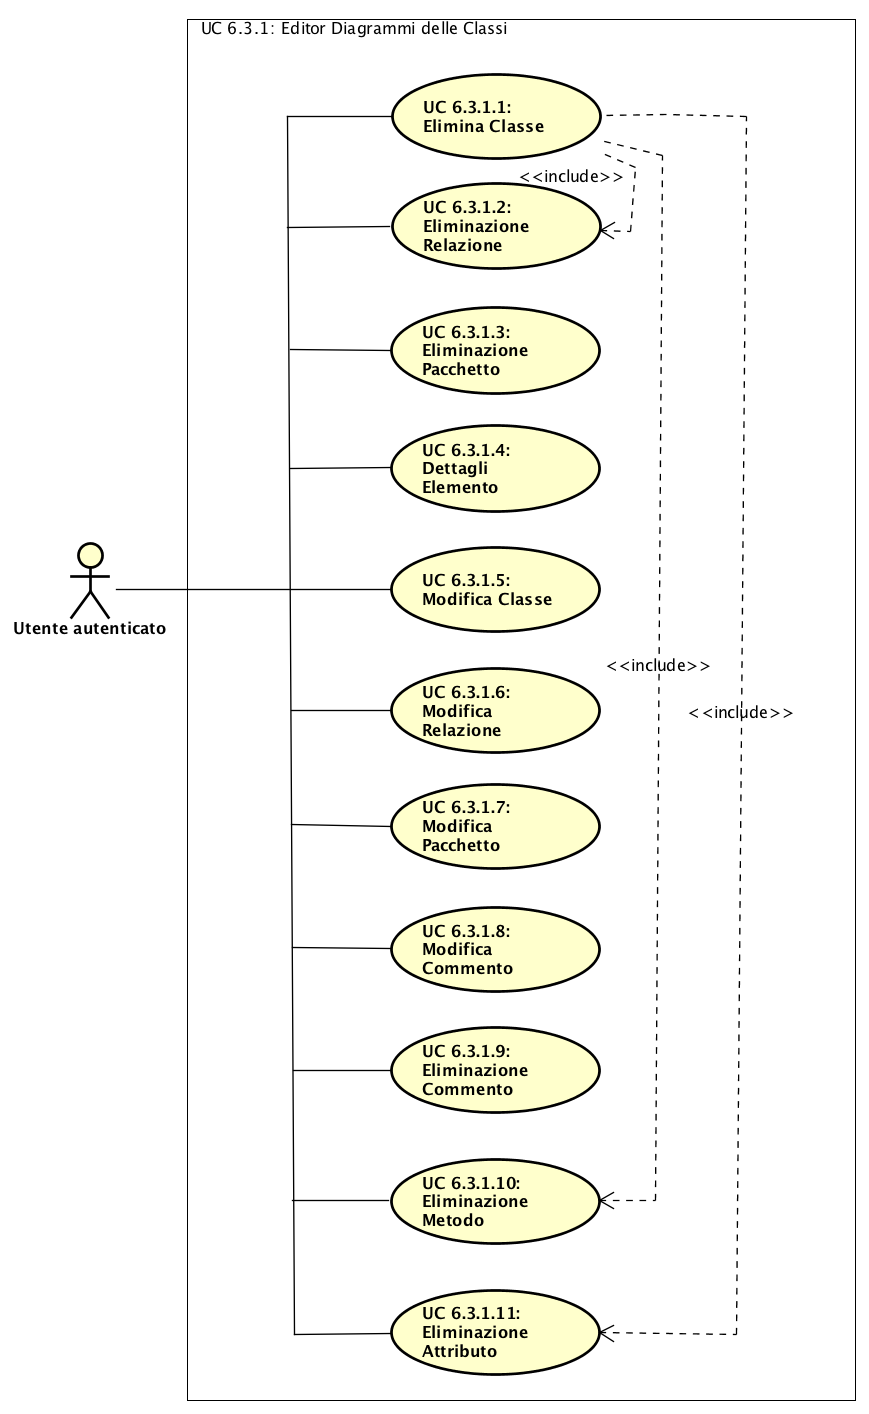 UC 6.3.1: Editor Diagrammi delle Classi
UC 6.3.1.1:
Elimina Classe
<<include>>
UC 6.3.1.2:
Eliminazione
Relazione
UC 6.3.1.3:
Eliminazione
Pacchetto
UC 6.3.1.4:
Dettagli
Elemento
UC 6.3.1.5:
Modifica Classe
Utente autenticato
<<include>>
UC 6.3.1.6:
Modifica
Relazione
<<include>>
UC 6.3.1.7:
Modifica
Pacchetto
UC 6.3.1.8:
Modifica
Commento
UC 6.3.1.9:
Eliminazione
Commento
UC 6.3.1.10:
Eliminazione
Metodo
UC 6.3.1.11:
Eliminazione
Attributo